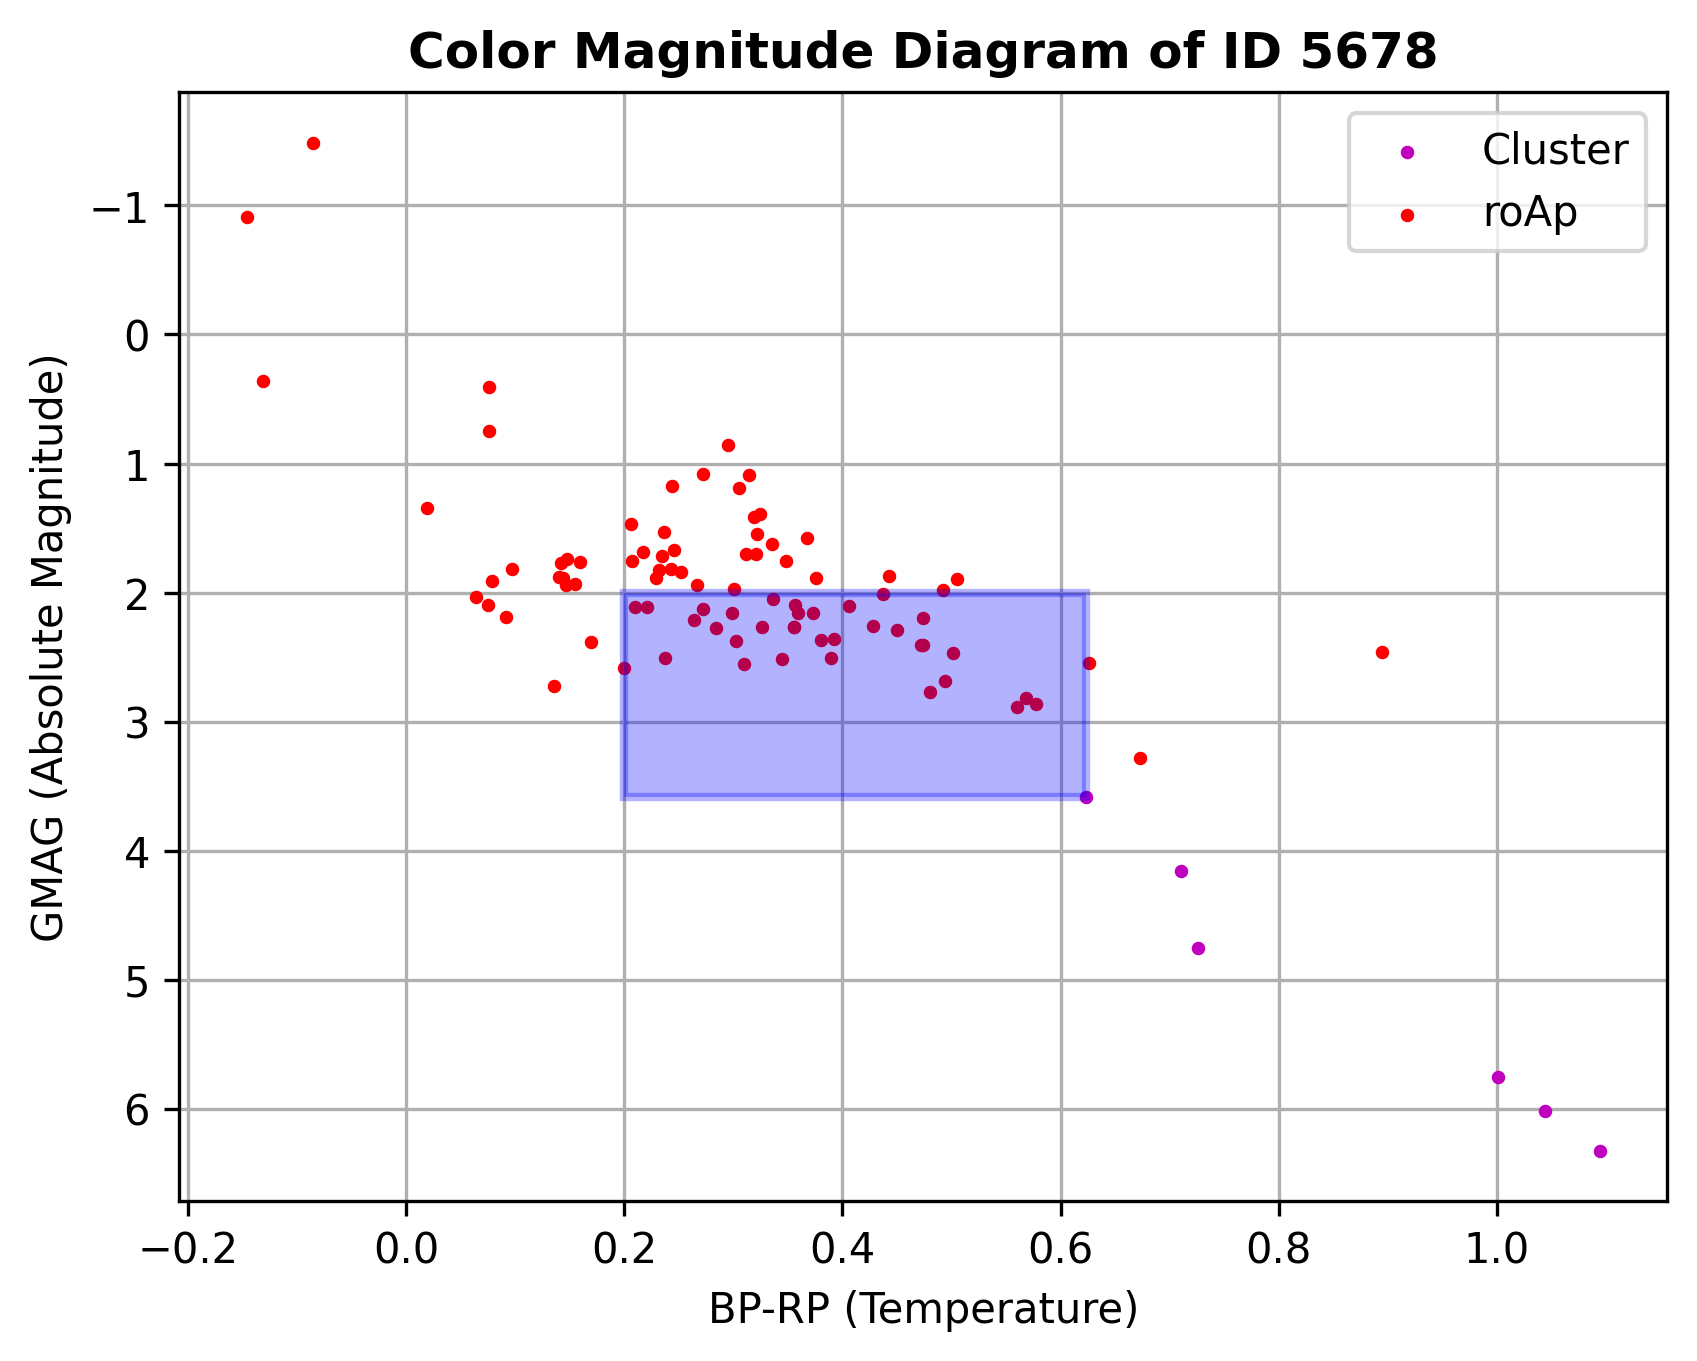 Color Magnitude Diagram of ID 5678
Cluster
roAp
GMAG (Absolute Magnitude)
−1
0
1
2
3
4
5
6
−0.2 0.0 0.2 0.4 0.6 0.8 1.0
BP-RP (Temperature)